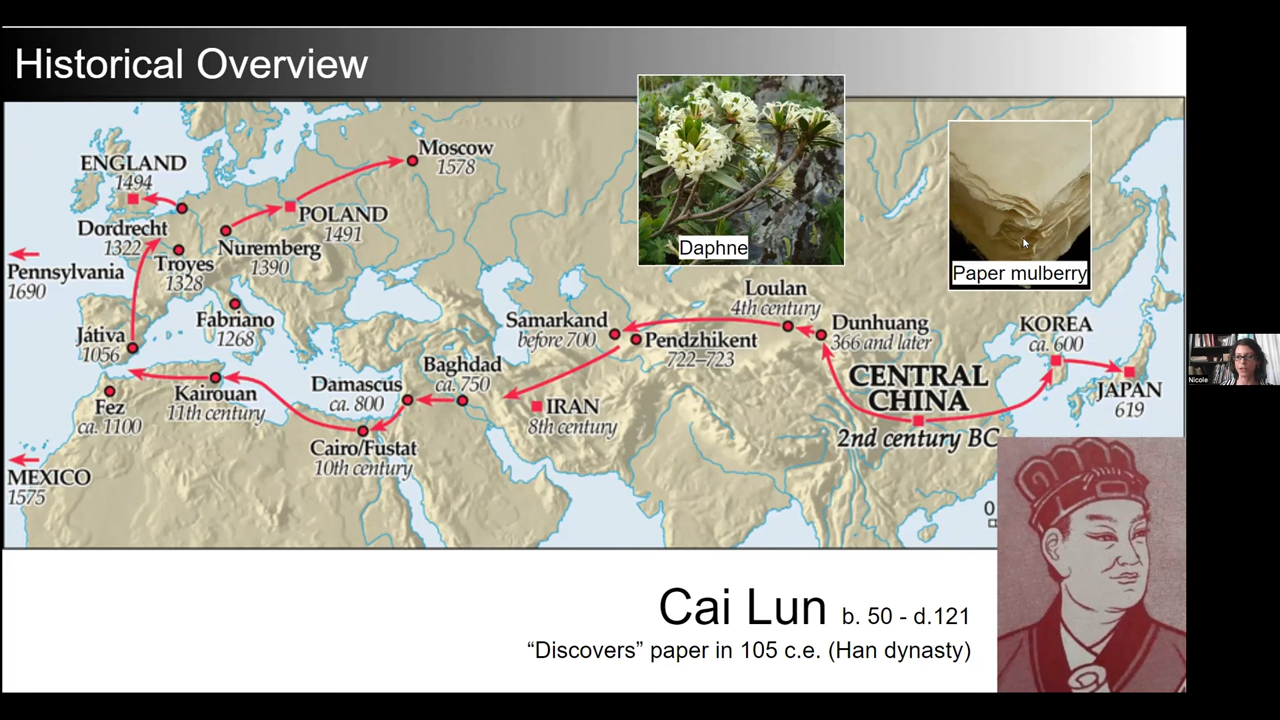 Historical Overview
Daphne
Paper mulberry
ENGLAND
1494
Moscow
1578
POLAND
1491
Dordrecht
1322
Nuremberg
1390
Troyes
1328
Pennsylvania
1690
Fabriano
1268
Játiva
1056
Fez
ca. 1100
Kairouan
11th century
MEXICO
1575
Damascus
ca. 800
Cairo/Fustat
10th century
Baghdad
ca. 750
IRAN
8th century
Samarkand
before 700
Pendzhikent
722–723
Loulan
4th century
Dunhuang
366 and later
CENTRAL
CHINA
2nd century BC
KOREA
ca. 600
JAPAN
619
0
Cai Lun b. 50 - d.121
“Discovers” paper in 105 c.e. (Han dynasty)
Nicole